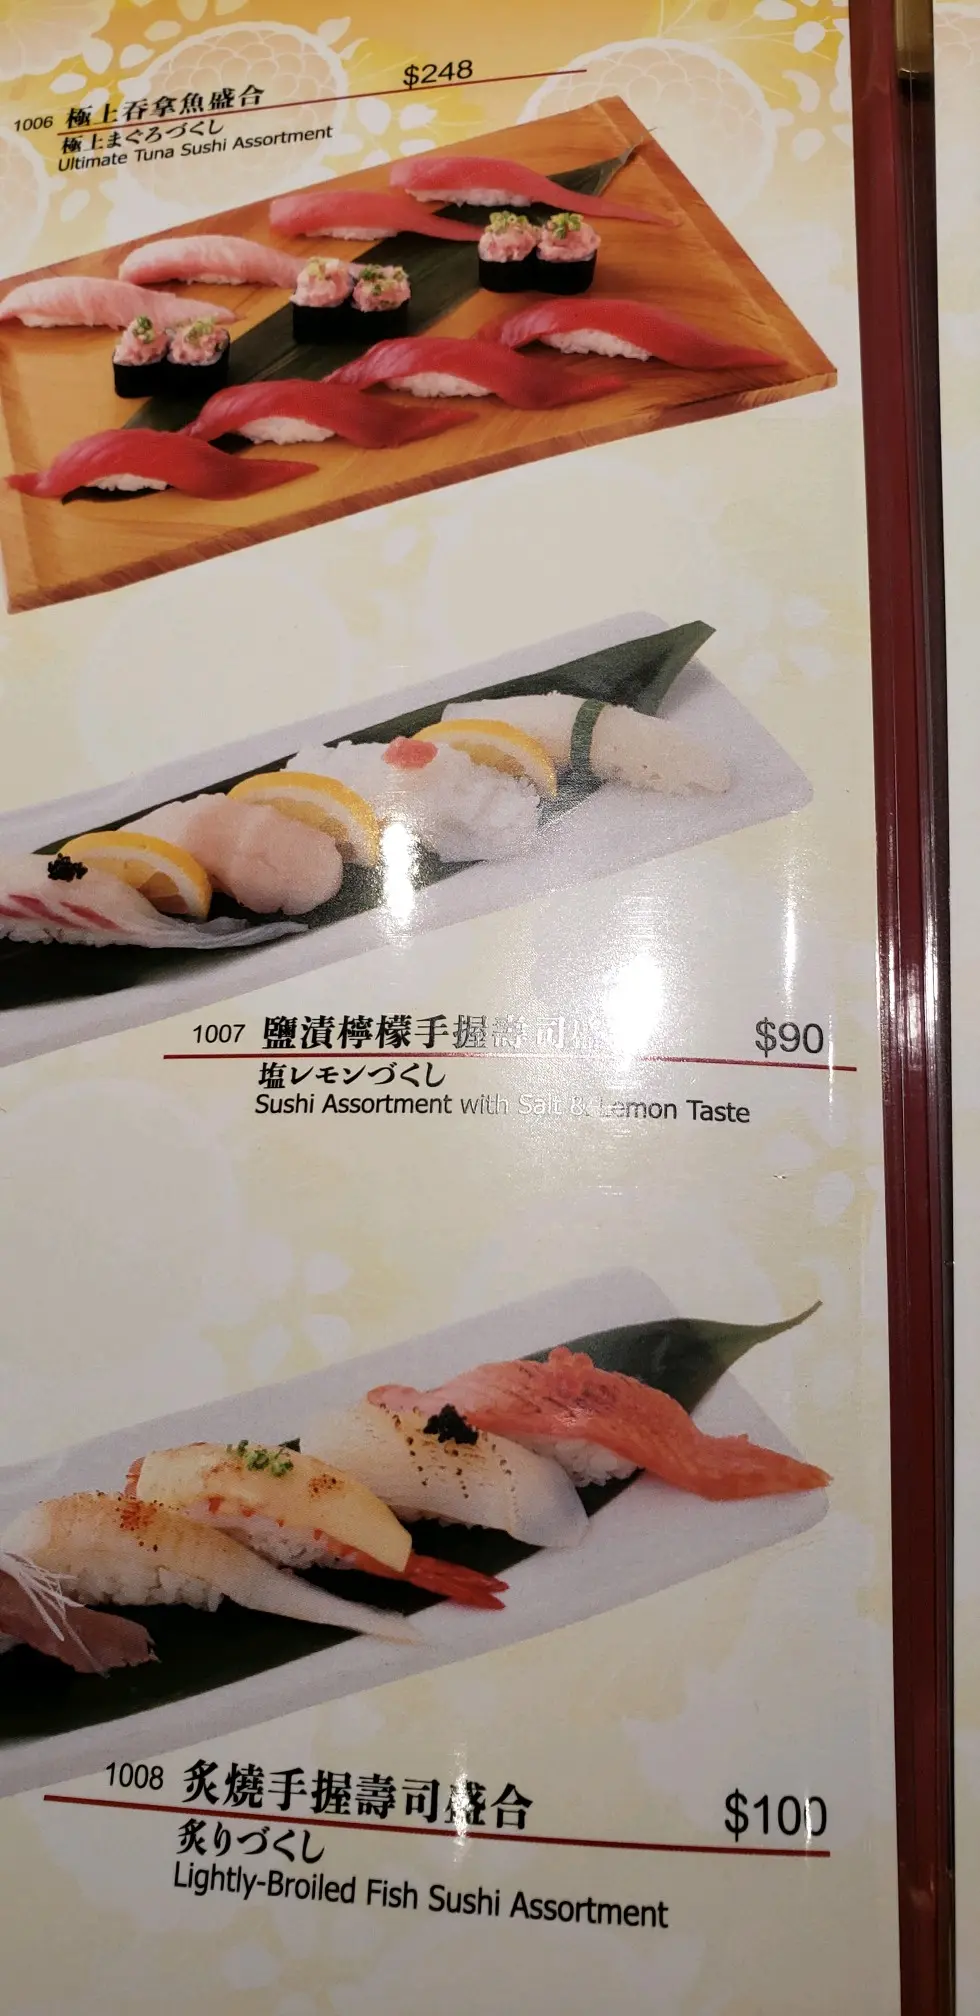 $248
1006 極上吞拿魚盛合
極上まぐろづくし
Ultimate Tuna Sushi Assortment
1007 鹽漬檸檬手握壽司 $90
塩レモンづくし
Sushi Assortment with Salt & Lemon Taste
1008 炙燒手握壽司盛合 $100
炙りづくし
Lightly-Broiled Fish Sushi Assortment